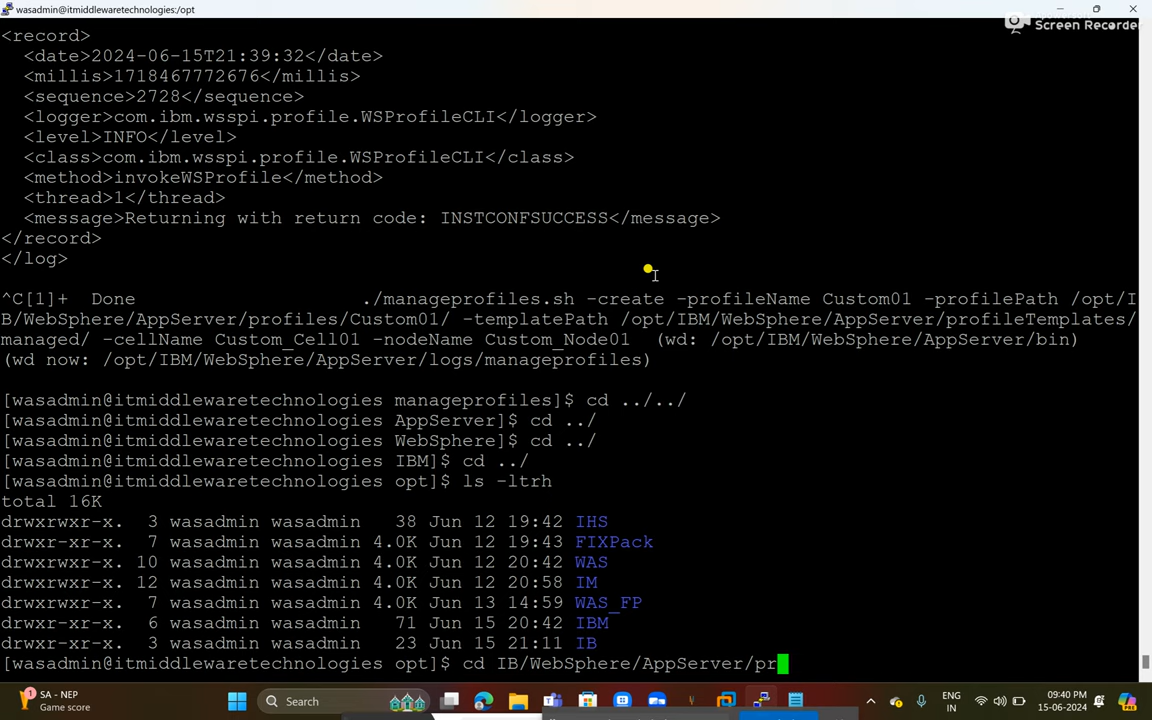 wasadmin@itmiddlewaretechnologies:/opt
Screen Recorder
<record>
<date>2024-06-15T21:39:32</date>
<millis>1718467772676</millis>
<sequence>2728</sequence>
<logger>com.ibm.wsspi.profile.WSProfileCLI</logger>
<level>INFO</level>
<class>com.ibm.wsspi.profile.WSProfileCLI</class>
<method>invokeWSProfile</method>
<thread>1</thread>
<message>Returning with return code: INSTCONFSUCCESS</message>
</record>
</log>
^C[1]+  Done                    ./manageprofiles.sh -create -profileName Custom01 -profilePath /opt/I
B/WebSphere/AppServer/profiles/Custom01/ -templatePath /opt/IBM/WebSphere/AppServer/profileTemplates/
managed/ -cellName Custom_Cell01 -nodeName Custom_Node01  (wd: /opt/IBM/WebSphere/AppServer/bin)
(wd now: /opt/IBM/WebSphere/AppServer/logs/manageprofiles)
[wasadmin@itmiddlewaretechnologies manageprofiles]$ cd ../../
[wasadmin@itmiddlewaretechnologies AppServer]$ cd ../
[wasadmin@itmiddlewaretechnologies WebSphere]$ cd ../
[wasadmin@itmiddlewaretechnologies IBM]$ cd ../
[wasadmin@itmiddlewaretechnologies opt]$ ls -ltrh
total 16K
drwxrwxr-x.  3 wasadmin wasadmin   38 Jun 12 19:42 IHS
drwxr-xr-x.  7 wasadmin wasadmin 4.0K Jun 12 19:43 FIXPack
drwxrwxr-x. 10 wasadmin wasadmin 4.0K Jun 12 20:42 WAS
drwxrwxr-x. 12 wasadmin wasadmin 4.0K Jun 12 20:58 IM
drwxrwxr-x.  7 wasadmin wasadmin 4.0K Jun 13 14:59 WAS_FP
drwxrwxr-x.  6 wasadmin wasadmin   71 Jun 15 20:42 IBM
drwxr-xr-x.  3 wasadmin wasadmin   23 Jun 15 21:11 IB
[wasadmin@itmiddlewaretechnologies opt]$ cd IB/WebSphere/AppServer/pr
1
SA - NEP
Game score
Search
ENG
IN
09:40 PM
15-06-2024
PRE